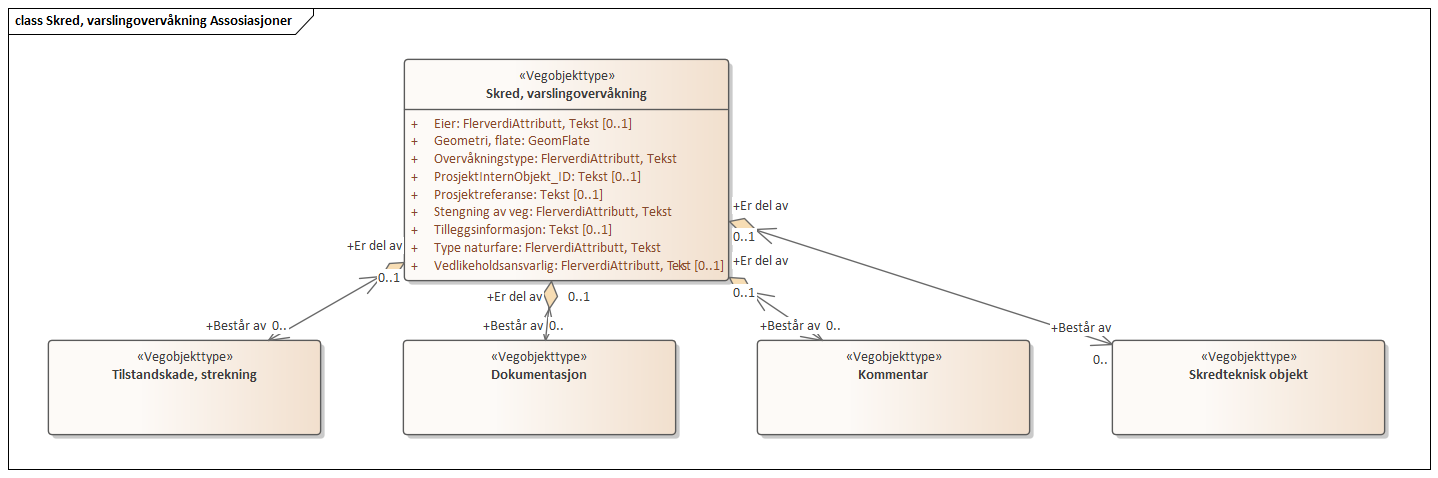 class Skred, varslingovervåkning Assosiasjoner
«Vegobjekttype»
Skred, varslingovervåkning
+ Eier: FlerverdiAttributt, Tekst [0..1]
+ Geometri, flate: GeomFlate
+ Overvåkningstype: FlerverdiAttributt, Tekst
+ ProsjektInternObjekt_ID: Tekst [0..1]
+ Prosjektreferanse: Tekst [0..1]
+ Stengning av veg: FlerverdiAttributt, Tekst
+ Tilleggsinformasjon: Tekst [0..1]
+ Type naturfare: FlerverdiAttributt, Tekst
+ Vedlikeholdsansvarlig: FlerverdiAttributt, Tekst [0..1]
+Er del av
0..1
+Er del av
0..1
+Er del av
0..1
+Er del av
0..1
+Består av 0..
+Består av 0..
+Består av 0..
+Består av
0..
«Vegobjekttype»
Tilstandskade, strekning
«Vegobjekttype»
Dokumentasjon
«Vegobjekttype»
Kommentar
«Vegobjekttype»
Skredteknisk objekt